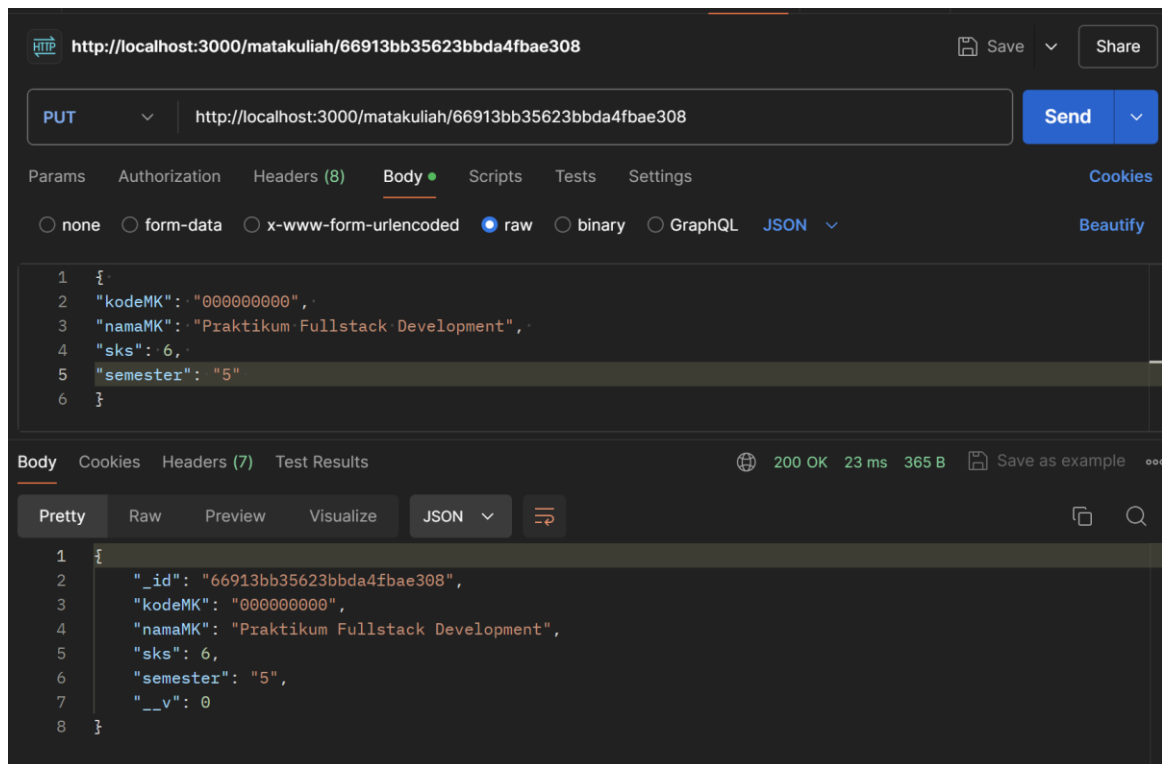 HTTP http://localhost:3000/matakuliah/66913bb35623bbda4fbae308 Save Share
PUT http://localhost:3000/matakuliah/66913bb35623bbda4fbae308 Send
Params Authorization Headers (8) Body Scripts Tests Settings Cookies
none form-data x-www-form-urlencoded raw binary GraphQL JSON Beautify
1 {
2 "kodeMK": "000000000",
3 "namaMK": "Praktikum Fullstack Development",
4 "sks": 6,
5 "semester": "5"
6 }
Body Cookies Headers (7) Test Results 200 OK 23 ms 365 B Save as example
Pretty Raw Preview Visualize JSON
1 {
2 "_id": "66913bb35623bbda4fbae308",
3 "kodeMK": "000000000",
4 "namaMK": "Praktikum Fullstack Development",
5 "sks": 6,
6 "semester": "5",
7 "__v": 0
8 }